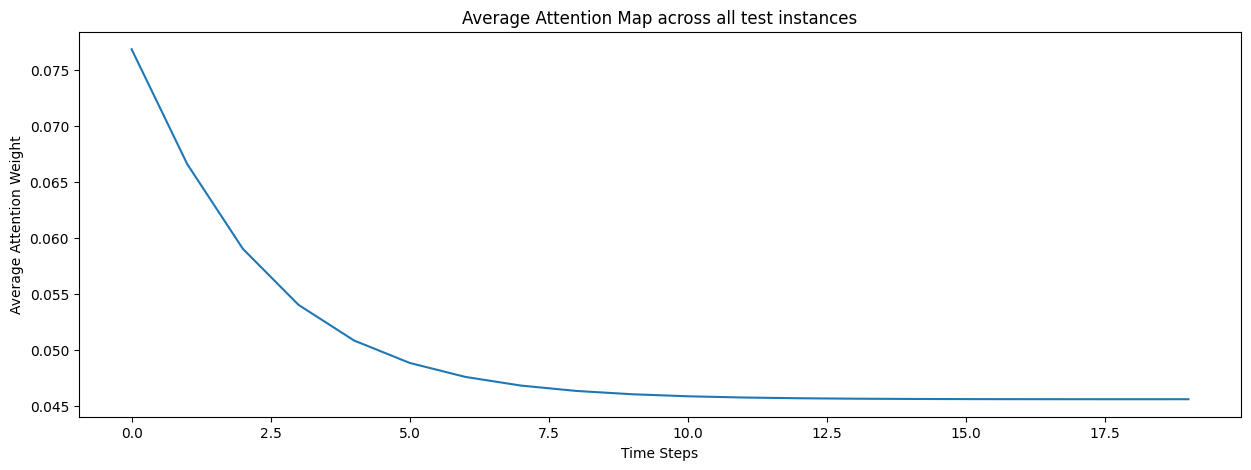 Average Attention Map across all test instances
Average Attention Weight
0.075
0.070
0.065
0.060
0.055
0.050
0.045
0.0 2.5 5.0 7.5 10.0 12.5 15.0 17.5
Time Steps